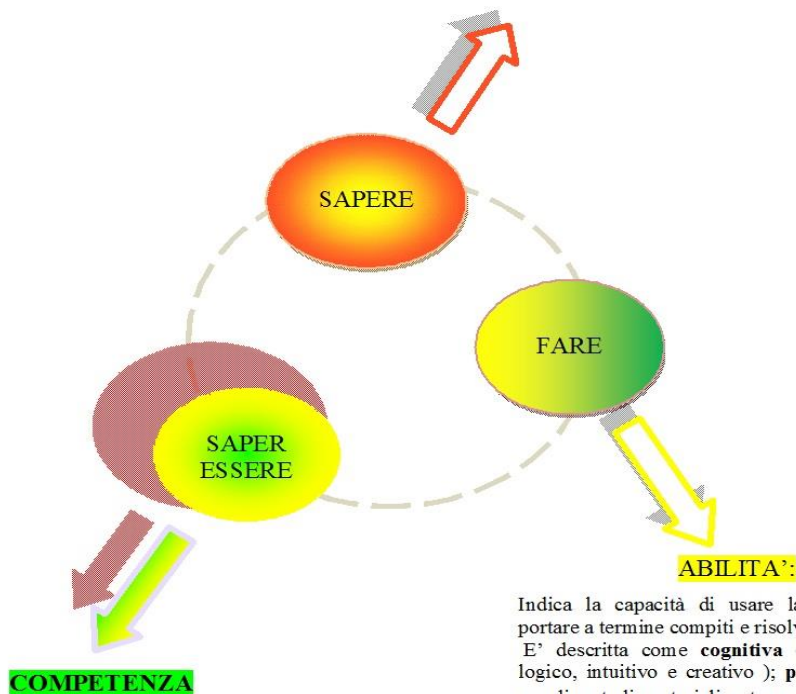 SAPERE
FARE
SAPER
ESSERE
ABILITA’:
Indica la capacità di usare la
portare a termine compiti e risolv
E’ descritta come cognitiva
logico, intuitivo e creativo ); p
COMPETENZA